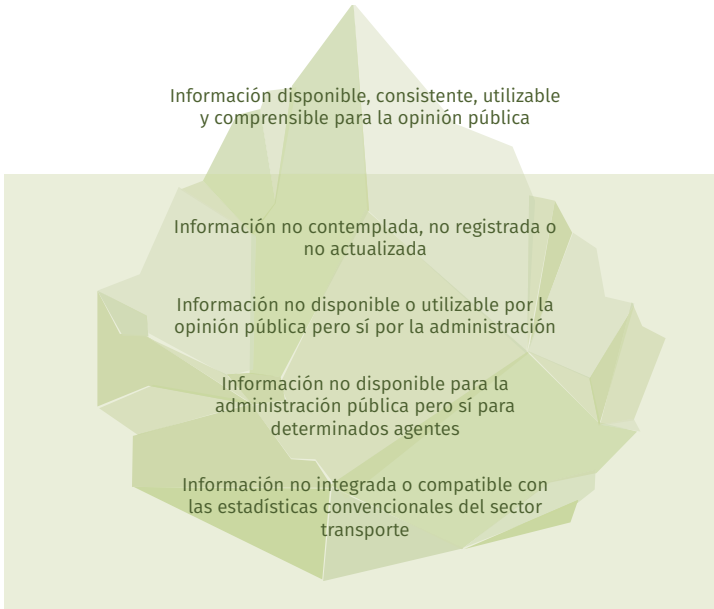 Información disponible, consistente, utilizable
y comprensible para la opinión pública
Información no contemplada, no registrada o
no actualizada
Información no disponible o utilizable por la
opinión pública pero sí por la administración
Información no disponible para la
administración pública pero sí para
determinados agentes
Información no integrada o compatible con
las estadísticas convencionales del sector
transporte